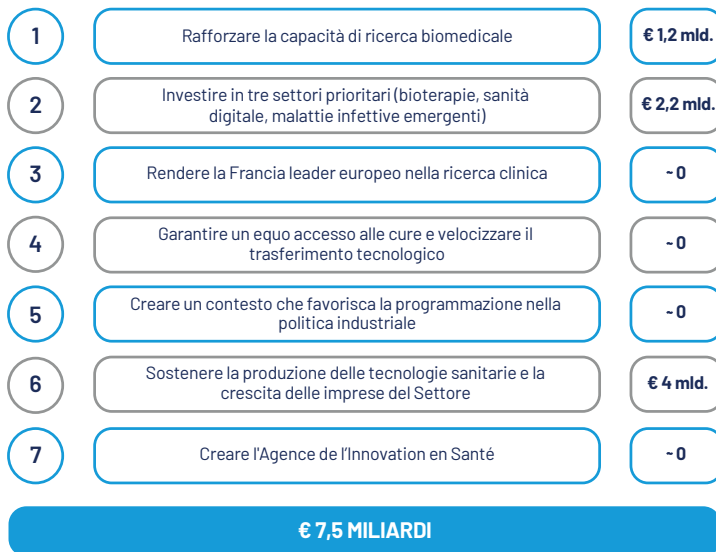 1
Rafforzare la capacità di ricerca biomedicale
€ 1,2 mld.
2
Investire in tre settori prioritari (bioterapie, sanità
digitale, malattie infettive emergenti)
€ 2,2 mld.
3
Rendere la Francia leader europeo nella ricerca clinica
~ 0
4
Garantire un equo accesso alle cure e velocizzare il
trasferimento tecnologico
~ 0
5
Creare un contesto che favorisca la programmazione nella
politica industriale
~ 0
6
Sostenere la produzione delle tecnologie sanitarie e la
crescita delle imprese del Settore
€ 4 mld.
7
Creare l'Agence de l’Innovation en Santé
~ 0
€ 7,5 MILIARDI